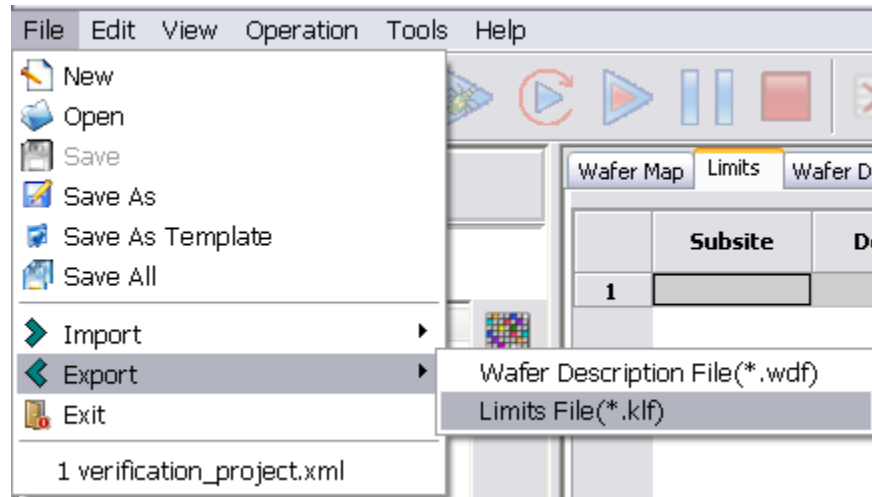 File Edit View Operation Tools Help
New
Open
Save
Save As
Save As Template
Save All
Import
Export
Exit
1 verification_project.xml
Wafer Description File(*.wdf)
Limits File(*.klf)
Wafer Map Limits Wafer D
Subsite D
1